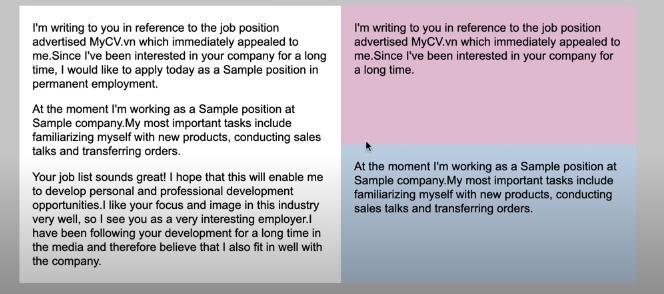 I'm writing to you in reference to the job position
advertised MyCV.vn which immediately appealed to
me.Since I've been interested in your company for a long
time, I would like to apply today as a Sample position in
permanent employment.
At the moment I'm working as a Sample position at
Sample company.My most important tasks include
familiarizing myself with new products, conducting sales
talks and transferring orders.
Your job list sounds great! I hope that this will enable me
to develop personal and professional development
opportunities.I like your focus and image in this industry
very well, so I see you as a very interesting employer.I
have been following your development for a long time in
the media and therefore believe that I also fit in well with
the company.
I'm writing to you in reference to the job position
advertised MyCV.vn which immediately appealed to
me.Since I've been interested in your company for
a long time.
At the moment I'm working as a Sample position at
Sample company.My most important tasks include
familiarizing myself with new products, conducting
sales talks and transferring orders.